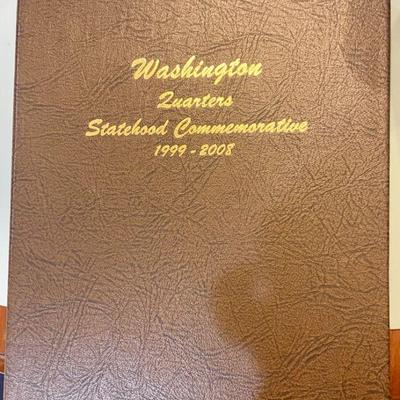 Washington
Quarters
Statehood Commemorative
1999 - 2008